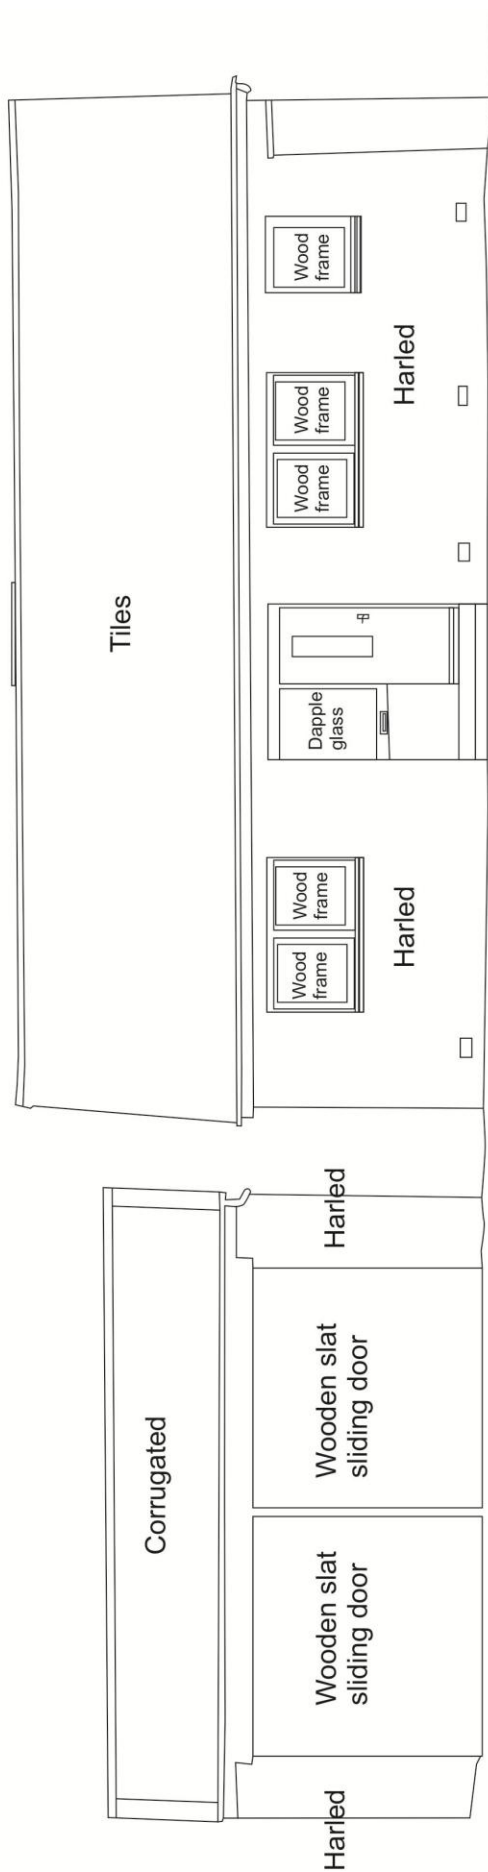 Tiles
Corrugated
Harled
Wooden slat
sliding door
Wooden slat
sliding door
Harled
Wood
frame
Wood
frame
Harled
Dapple
glass
Wood
frame
Wood
frame
Harled
Wood
frame